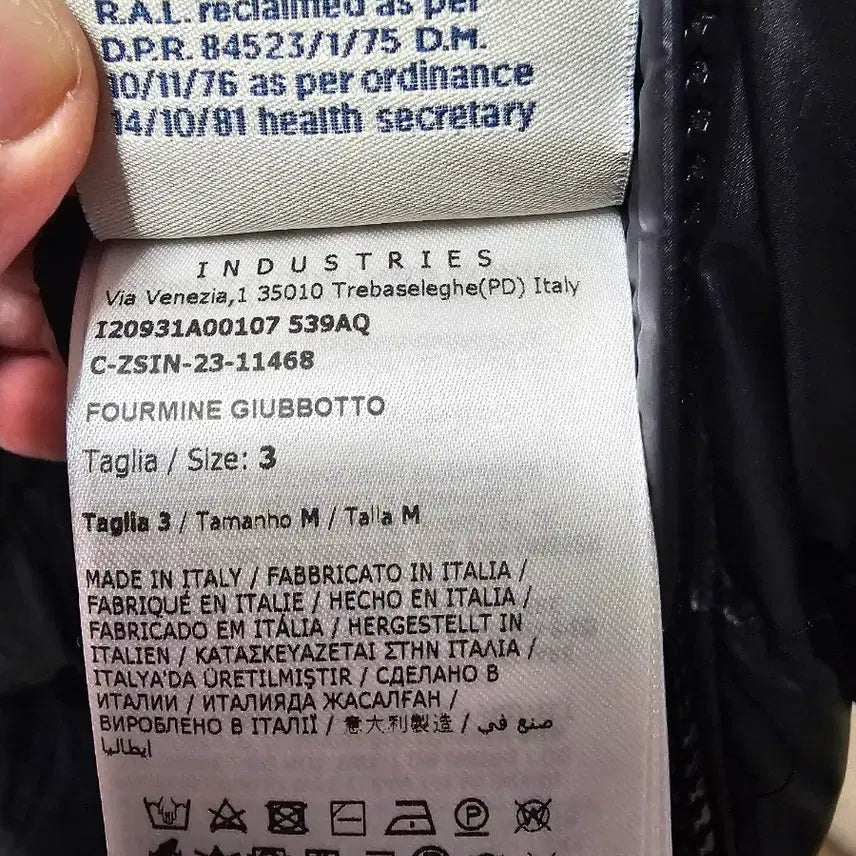 R.A.L. reclaimed as per
D.P.R. 84523/1/75 D.M.
10/11/76 as per ordinance
14/10/81 health secretary
INDUSTRIES
Via Venezia,1 35010 Trebaseleghe(PD) Italy
I20931A00107 539AQ
C-ZSIN-23-11468
FOURMINE GIUBBOTTO
Taglia / Size: 3
Taglia 3 / Tamanho M / Talla M
MADE IN ITALY / FABBRICATO IN ITALIA /
FABRIQUÉ EN ITALIE / HECHO EN ITALIA /
FABRICADO EM ITÁLIA / HERGESTELLT IN
ITALIEN / ΚΑΤΑΣΚΕΥΑΖΕΤΑΙ ΣΤΗΝ ΙΤΑΛΙΑ /
ITALYA'DA ÜRETILMIŞTIR / СДЕЛАНО В
ИТАЛИИ / ИТАЛИЯДА ЖАСАЛҒАН /
ВИРОБЛЕНО В ІТАЛІЇ / 意大利製造 / صنع في
ايطاليا